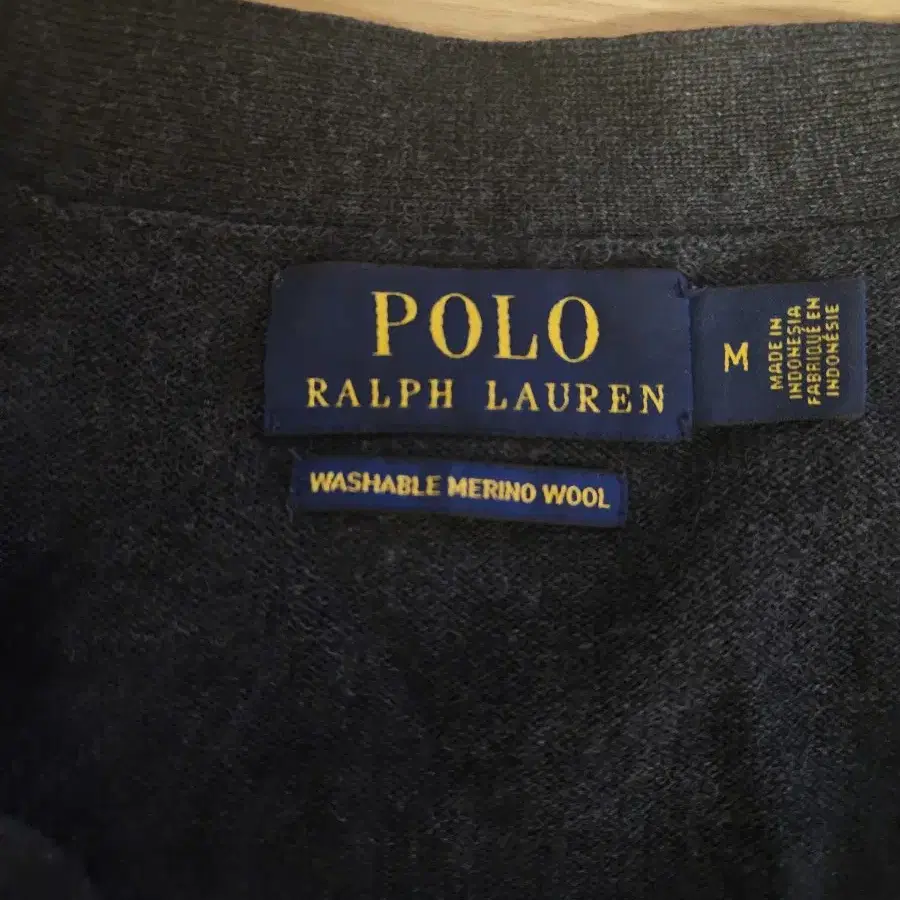 POLO
RALPH LAUREN
M
MADE IN
INDONESIA
FABRIQUÉ EN
INDONÉSIE
WASHABLE MERINO WOOL